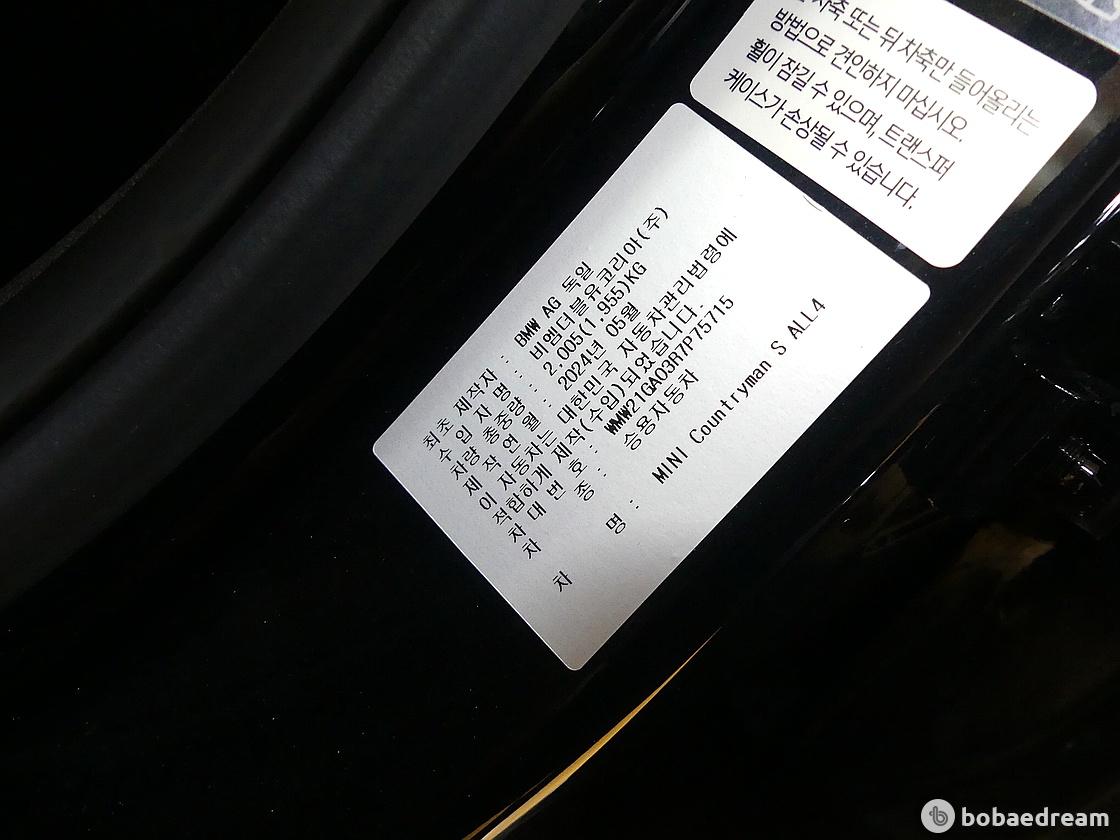 차축 또는 뒤 차축만 들어올리는
방법으로 견인하지 마십시오.
휠이 잠길 수 있으며, 트랜스퍼
케이스가 손상될 수 있습니다.
최초 제작자 : BMW AG 독일
수 입 자 명 : 비엠더블유코리아(주)
차량 총중량 : 2,005(1,955)KG
제 작 연 월 : 2024년 05월
이 자동차는 대한민국 자동차관리법령에
적합하게 제작(수입)되었습니다.
차 대 번 호 : WMW21GA03R7P75715
차 종 : 승용자동차
차 명 : MINI Countryman S ALL4
bobaedream